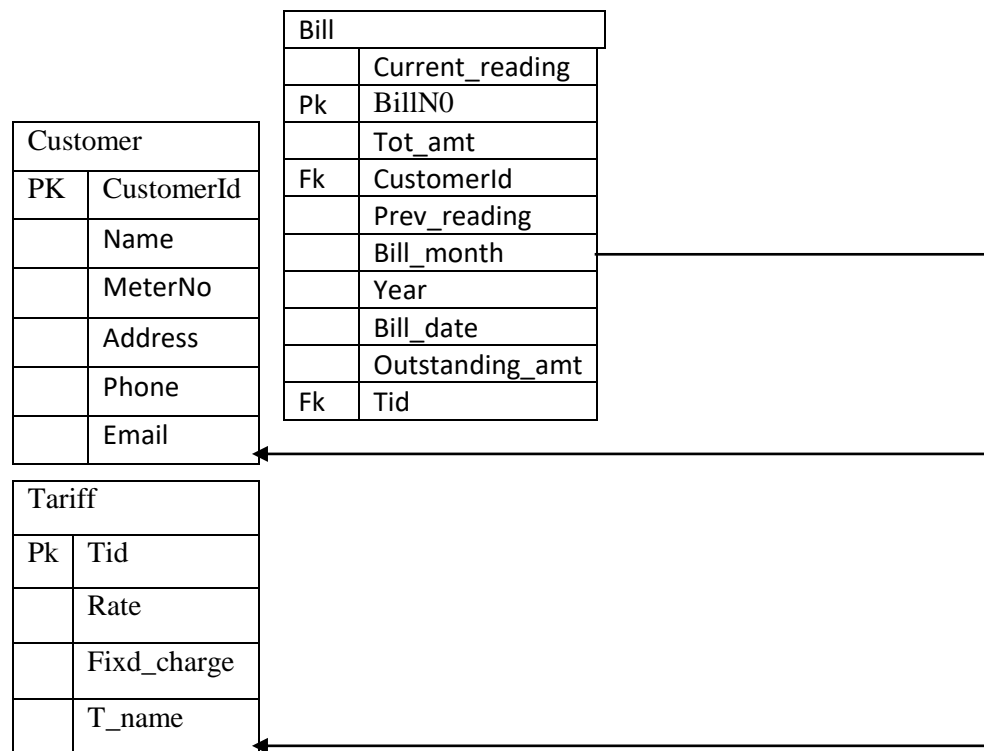 Bill
Current_reading
Pk BillN0
Tot_amt
Fk CustomerId
Prev_reading
Bill_month
Year
Bill_date
Outstanding_amt
Fk Tid
Customer
PK CustomerId
Name
MeterNo
Address
Phone
Email
Tariff
Pk Tid
Rate
Fixd_charge
T_name